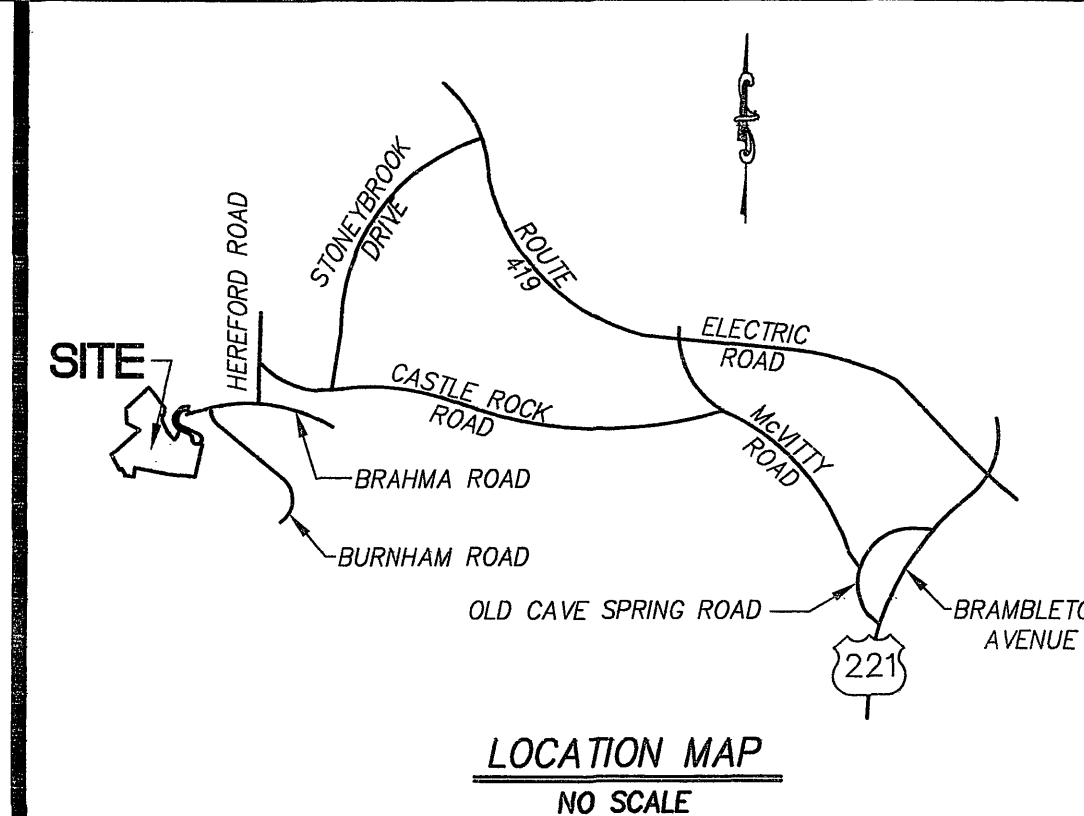 STONEYBROOK
DRIVE
HEREFORD ROAD
ROUTE
419
SITE
ELECTRIC
ROAD
CASTLE ROCK
ROAD
McVITTY
ROAD
BRAHMA ROAD
BURNHAM ROAD
OLD CAVE SPRING ROAD
BRAMBLETO
AVENUE
221
LOCATION MAP
NO SCALE